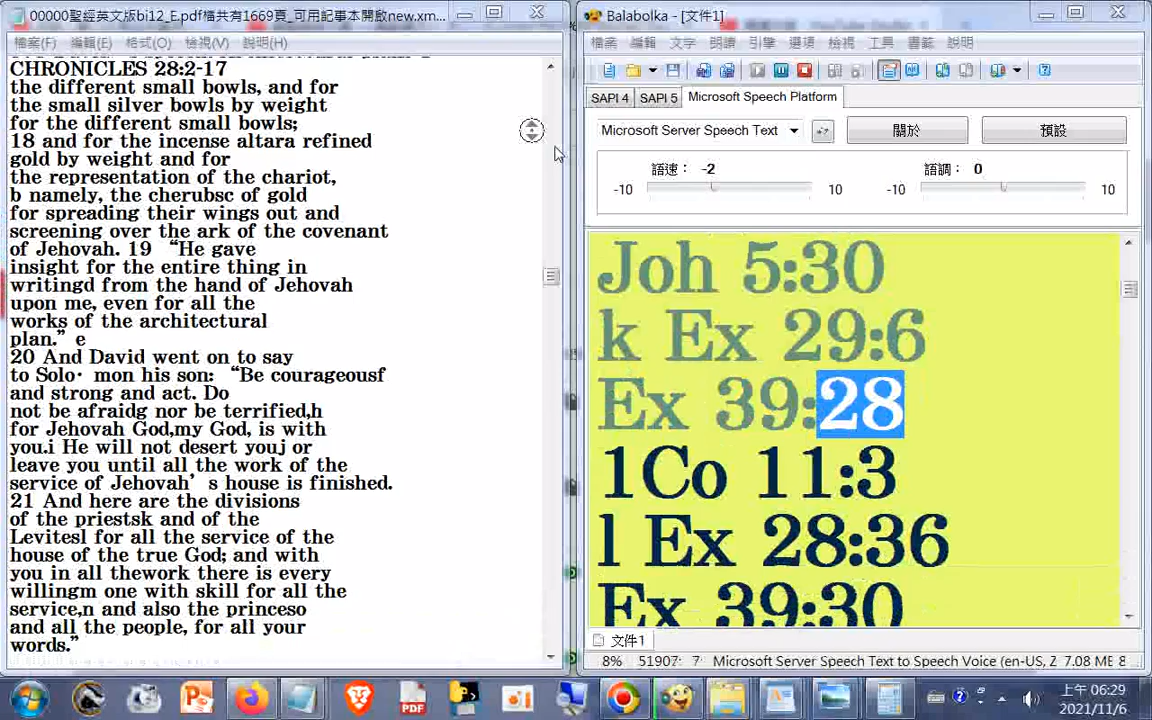 00000聖經英文版bi12_E.pdf檔共有1669頁_可用記事本開啟new.xm...
檔案(F) 編輯(E) 格式(O) 檢視(V) 說明(H)
CHRONICLES 28:2-17
the different small bowls, and for
the small silver bowls by weight
for the different small bowls;
18 and for the incense altara refined
gold by weight and for
the representation of the chariot,
b namely, the cherubsc of gold
for spreading their wings out and
screening over the ark of the covenant
of Jehovah. 19 “He gave
insight for the entire thing in
writingd from the hand of Jehovah
upon me, even for all the
works of the architectural
plan.” e
20 And David went on to say
to Solo· mon his son: “Be courageousf
and strong and act. Do
not be afraidg nor be terrified,h
for Jehovah God,my God, is with
you.i He will not desert youj or
leave you until all the work of the
service of Jehovah’s house is finished.
21 And here are the divisions
of the priestsk and of the
Levitesl for all the service of the
house of the true God; and with
you in all thework there is every
willingm one with skill for all the
service,n and also the princeso
and all the people, for all your
words.”
Balabolka - [文件1]
檔案 編輯 文字 朗讀 引擎 選項 檢視 工具 書籤 說明
SAPI 4 SAPI 5 Microsoft Speech Platform
Microsoft Server Speech Text 關於 預設
語速： -2 語調： 0
-10 10 -10 10
Joh 5:30
k Ex 29:6
Ex 39:28
1Co 11:3
l Ex 28:36
Ex 39:30
文件1
8% 51907: 7 Microsoft Server Speech Text to Speech Voice (en-US, Z 7.08 MB 8
PDF
上午 06:29
2021/11/6